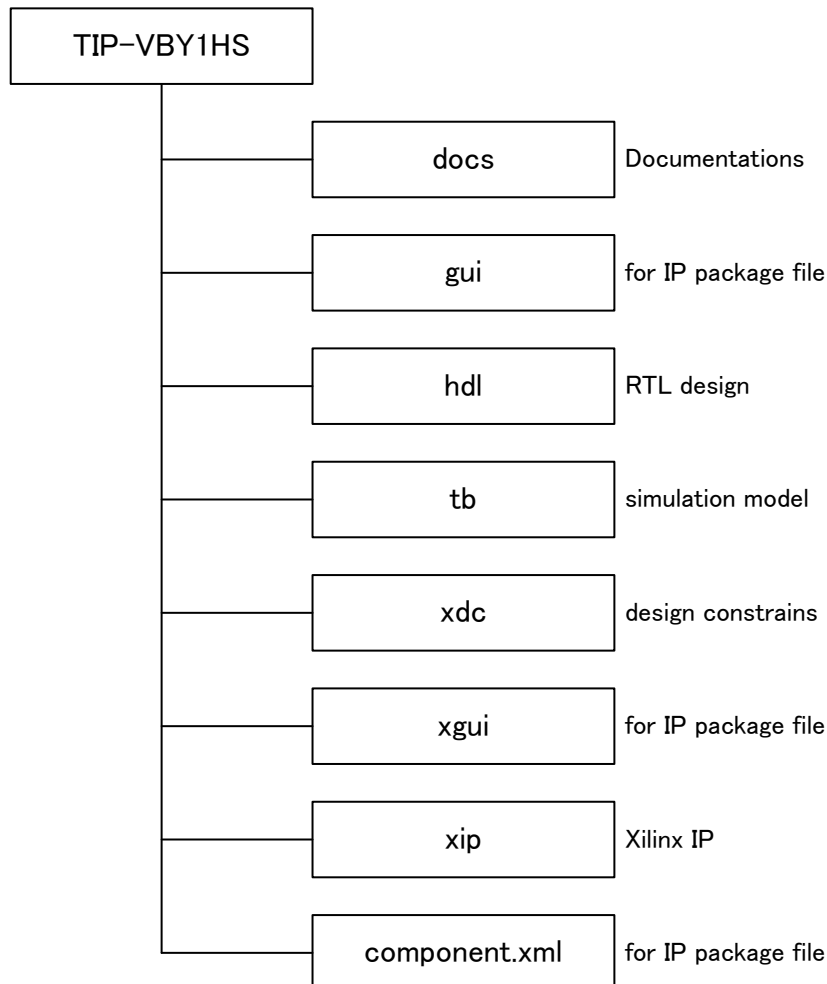 TIP-VBY1HS
docs Documentations
gui for IP package file
hdl RTL design
tb simulation model
xdc design constrains
xgui for IP package file
xip Xilinx IP
component.xml for IP package file